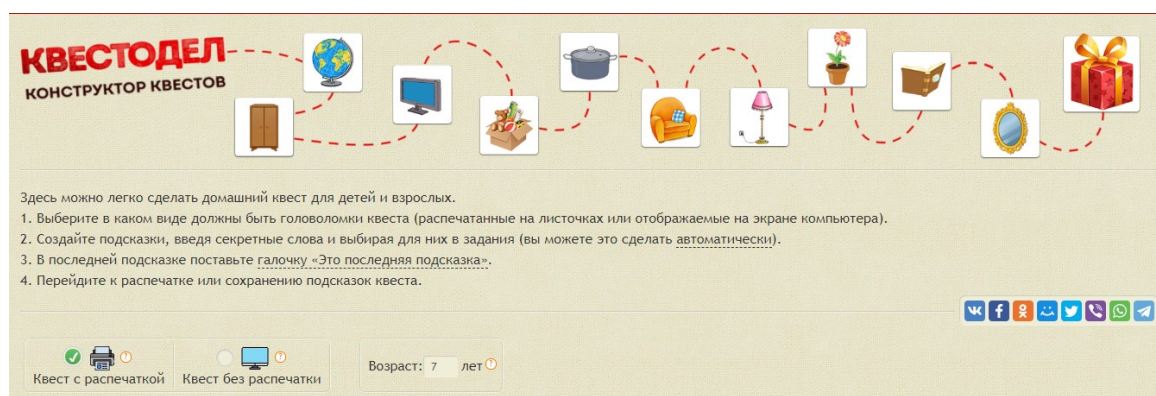 КВЕСТОДЕЛ
КОНСТРУКТОР КВЕСТОВ
Здесь можно легко сделать домашний квест для детей и взрослых.
1. Выберите в каком виде должны быть головоломки квеста (распечатанные на листочках или отображаемые на экране компьютера).
2. Создайте подсказки, введя секретные слова и выбирая для них в задания (вы можете это сделать автоматически).
3. В последней подсказке поставьте галочку «Это последняя подсказка».
4. Перейдите к распечатке или сохранению подсказок квеста.
Квест с распечаткой
Квест без распечатки
Возраст: 7 лет